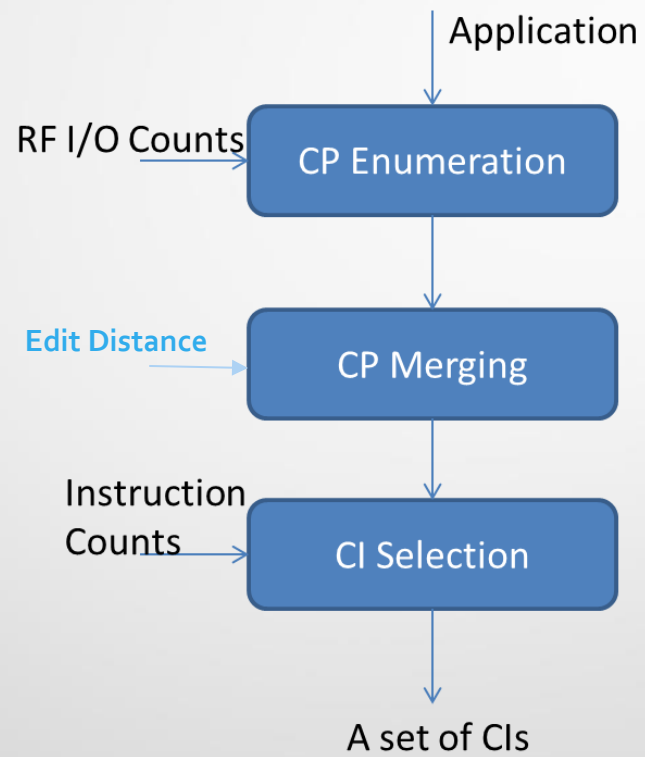 Application
RF I/O Counts
CP Enumeration
Edit Distance
CP Merging
Instruction
Counts
CI Selection
A set of CIs